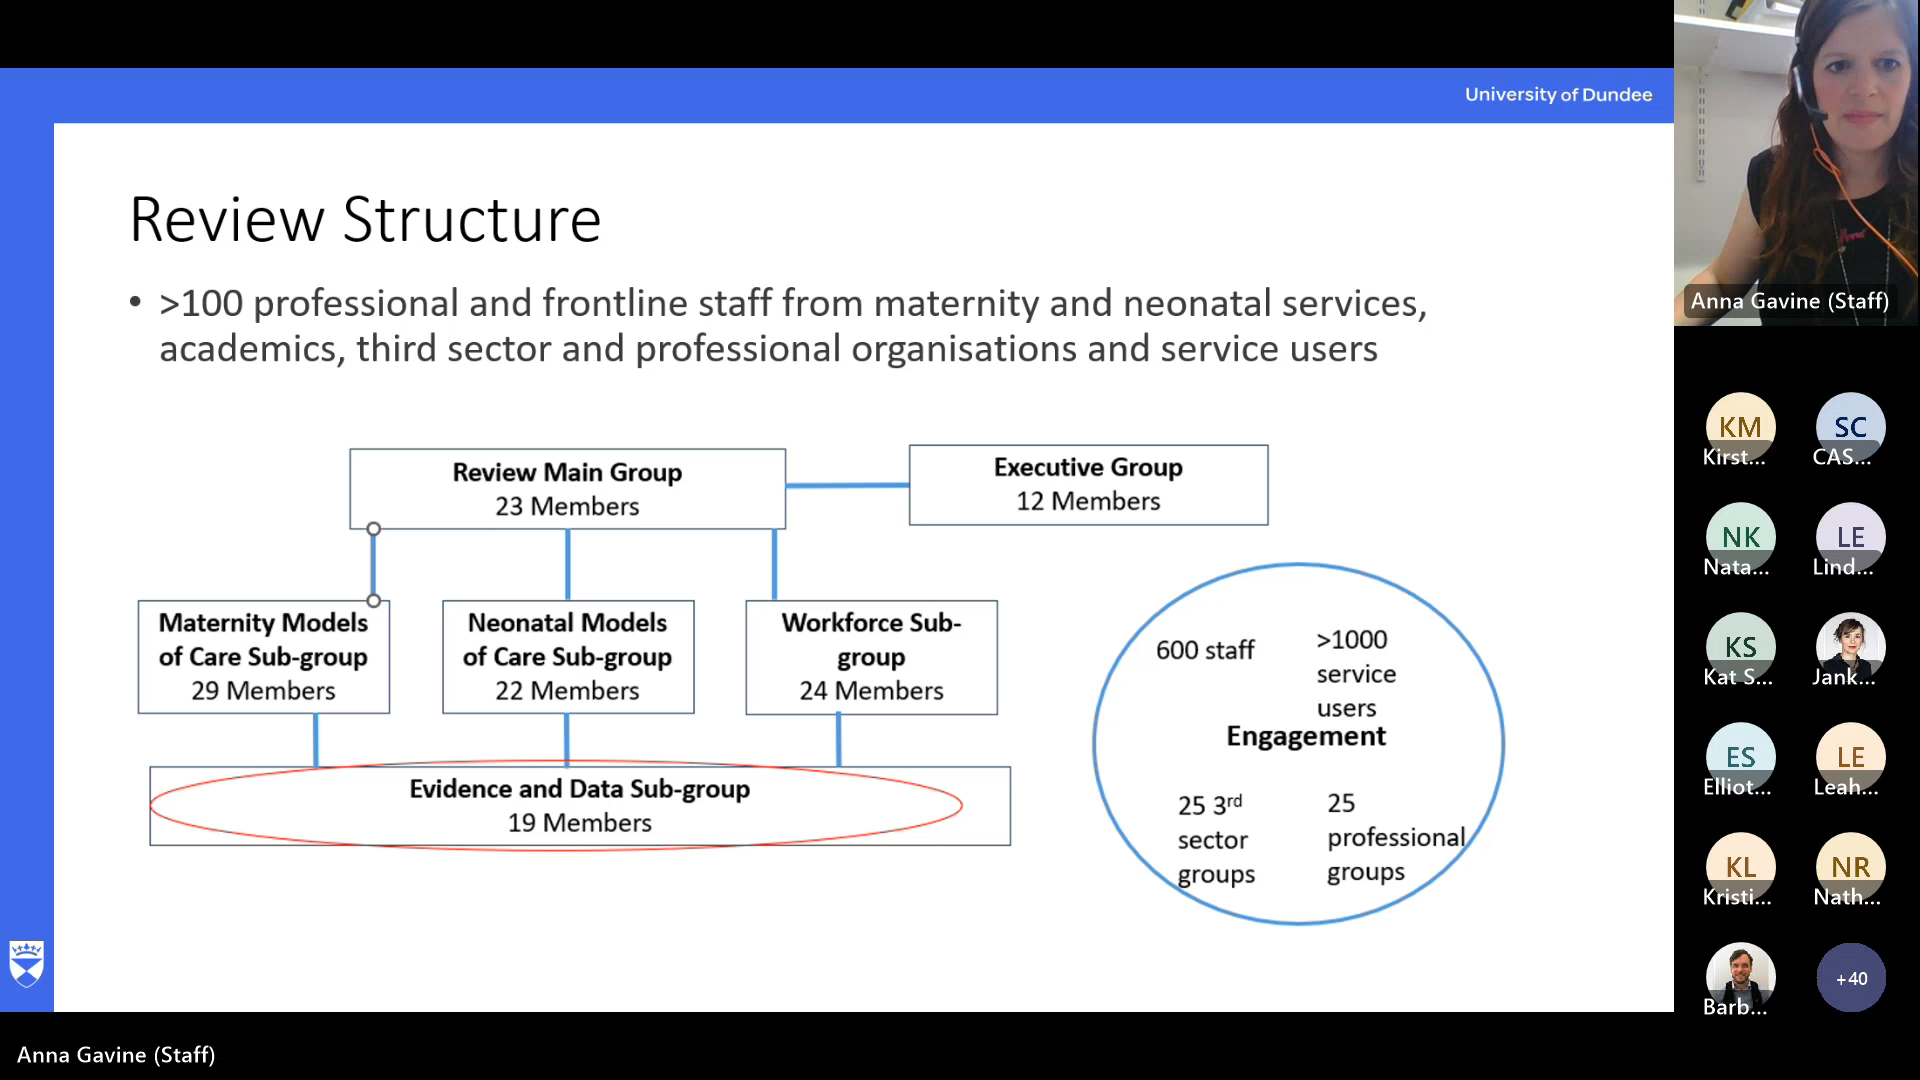 University of Dundee
Review Structure
• >100 professional and frontline staff from maternity and neonatal services,
academics, third sector and professional organisations and service users
Review Main Group
23 Members
Executive Group
12 Members
Maternity Models
of Care Sub-group
29 Members
Neonatal Models
of Care Sub-group
22 Members
Workforce Sub-
group
24 Members
Evidence and Data Sub-group
19 Members
600 staff
>1000
service
users
Engagement
25 3rd
sector
groups
25
professional
groups
Anna Gavine (Staff)
KM
Kirst...
SC
CAS...
NK
Nata...
LE
Lind...
KS
Kat S...
Jank...
ES
Elliot...
LE
Leah...
KL
Kristi...
NR
Nath...
Barb...
+40
Anna Gavine (Staff)